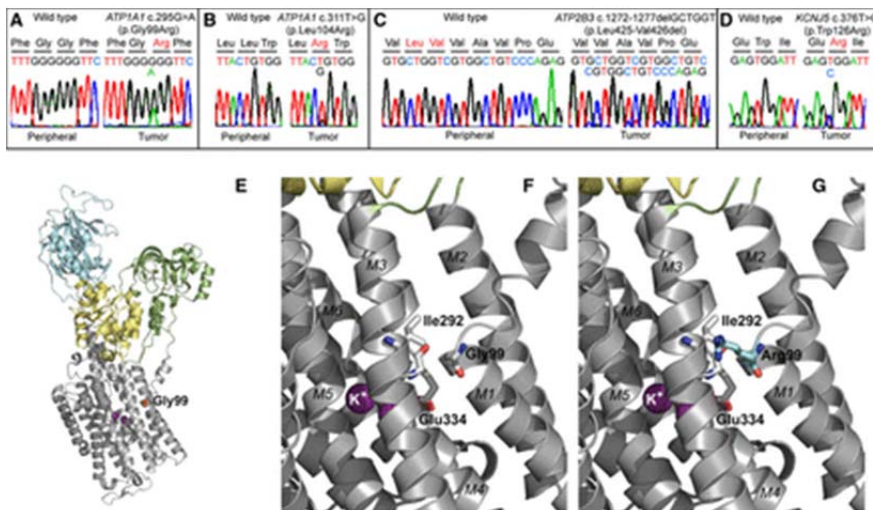 A Wild type ATP1A1 c.295G>A
(p.Gly99Arg)
Phe Gly Gly Phe Phe Gly Arg Phe
TTTGGGGGGTTC TTTGGGGGGTTC
A
Peripheral Tumor
B Wild type ATP1A1 c.311T>G
(p.Leu104Arg)
Leu Leu Trp Leu Arg Trp
TTACTGTGG TTACTGTGG
G
Peripheral Tumor
C Wild type ATP2B3 c.1272-1277delGCTGGT
(p.Leu425-Val426del)
Val Leu Val Val Ala Val Pro Glu Val Val Ala Val Pro Glu
GTGCTGGTCGTGGCTGTCCCAGAG GTGCTGGTCGTGGCTGTC
CGTGGCTGTCCCAGAG
Peripheral Tumor
D Wild type KCNJ5 c.376T>C
(p.Trp126Arg)
Glu Trp Ile Glu Arg Ile
GAGTGGATT GAGTGGATT
C
Peripheral Tumor
E
Gly99
F
M3
M2
M6
Ile292
Gly99
M5
K+
M1
Glu334
M4
G
M3
M2
M6
Ile292
Arg99
M5
K+
M1
Glu334
M4